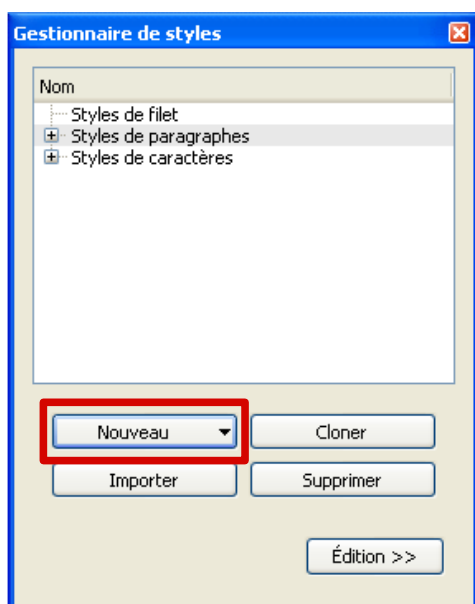 Gestionnaire de styles
Nom
Styles de filet
Styles de paragraphes
Styles de caractères
Nouveau
Cloner
Importer
Supprimer
Édition >>